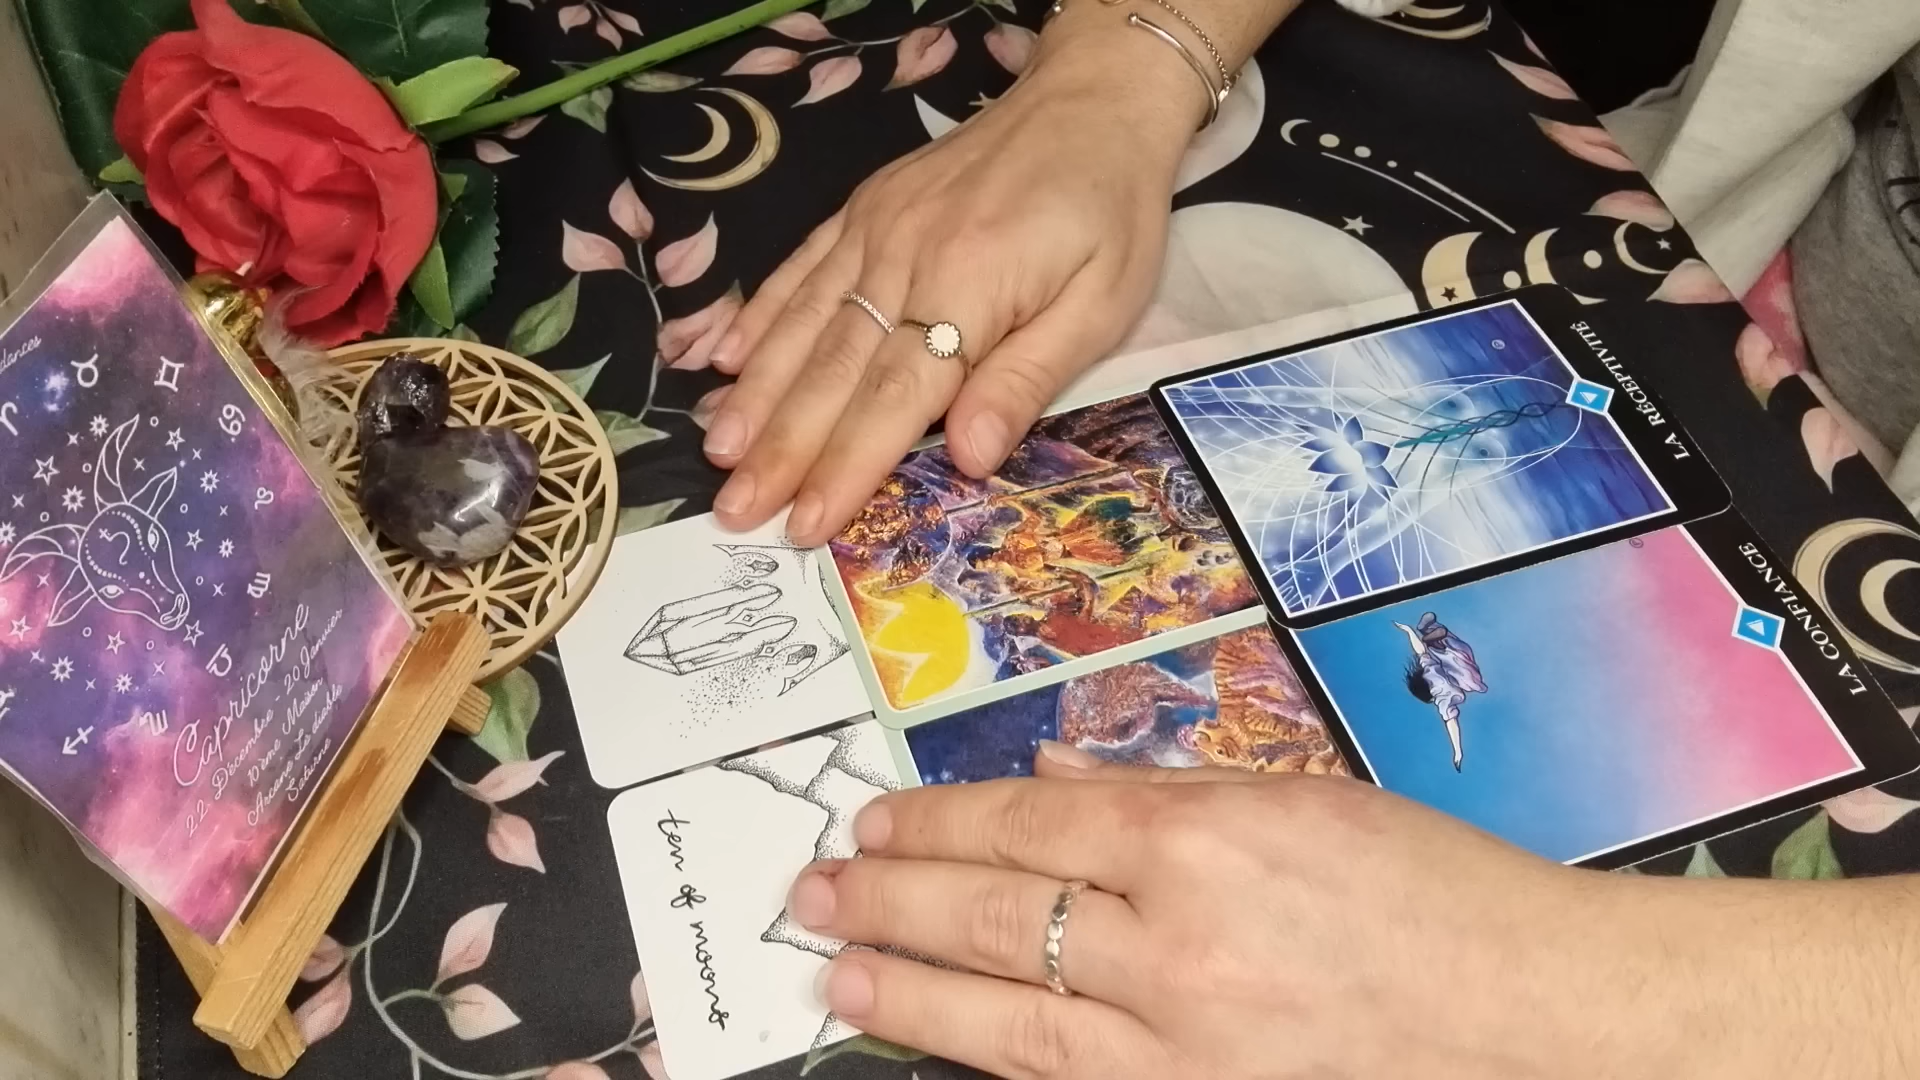 dances
Capricorne
22 Décembre - 20 Janvier
10ème Maison
Arcane Le diable
Saturne
ten of moons
LA RÉCEPTIVITÉ
LA CONFIANCE